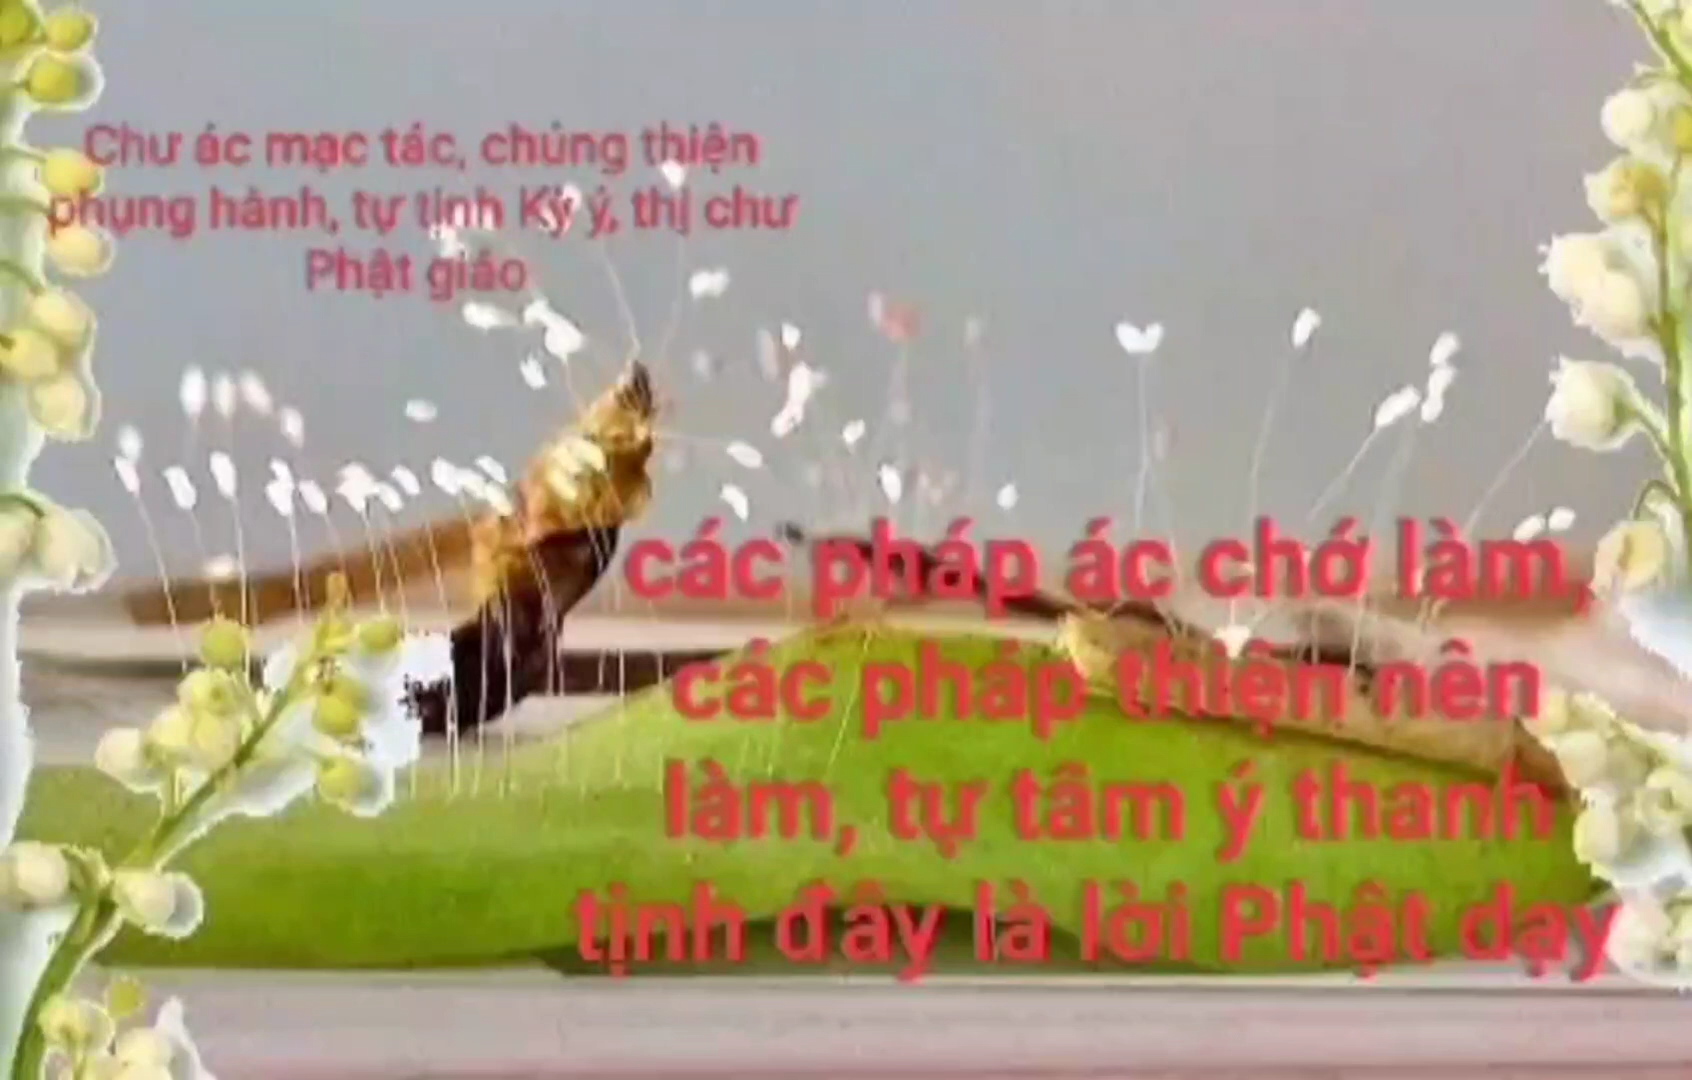 Chư ác mạc tác, chúng thiện
phụng hành, tự tịnh Kỳ ý, thị chư
Phật giáo
các pháp ác chớ làm,
các pháp thiện nên
làm, tự tâm ý thanh
tịnh đây là lời Phật dạy